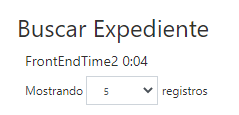 Buscar Expediente
FrontEndTime2 0:04
Mostrando 5 registros